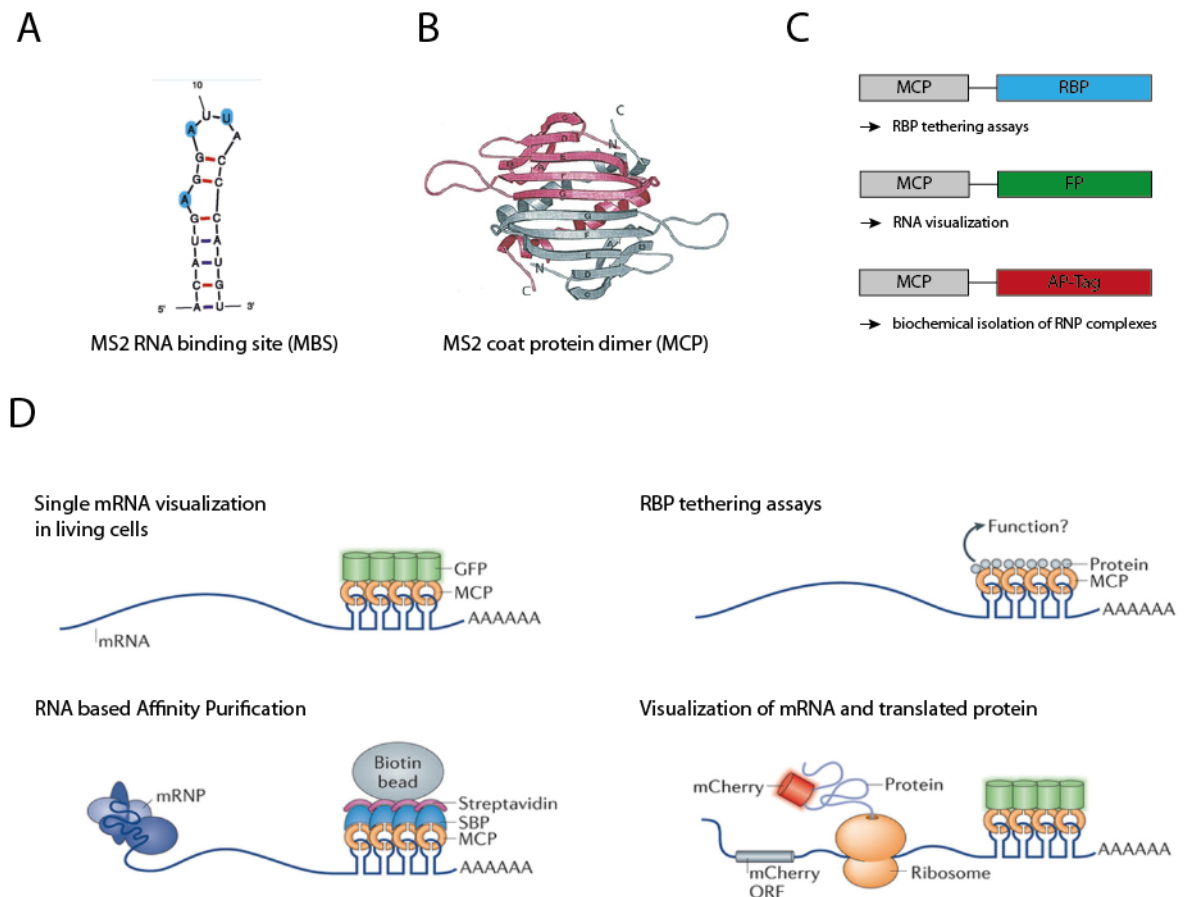 A
B
C
10
U U
A A
G C
G C
A C
G C
U A
A U
C G
5' A U 3'
MS2 RNA binding site (MBS)
C
N
N
C
MS2 coat protein dimer (MCP)
MCP RBP
→ RBP tethering assays
MCP FP
→ RNA visualization
MCP AP-Tag
→ biochemical isolation of RNP complexes
D
Single mRNA visualization
in living cells
GFP
MCP
AAAAAA
mRNA
RBP tethering assays
Function?
Protein
MCP
AAAAAA
RNA based Affinity Purification
Biotin
bead
mRNP
Streptavidin
SBP
MCP
AAAAAA
Visualization of mRNA and translated protein
mCherry
Protein
AAAAAA
mCherry
ORF
Ribosome